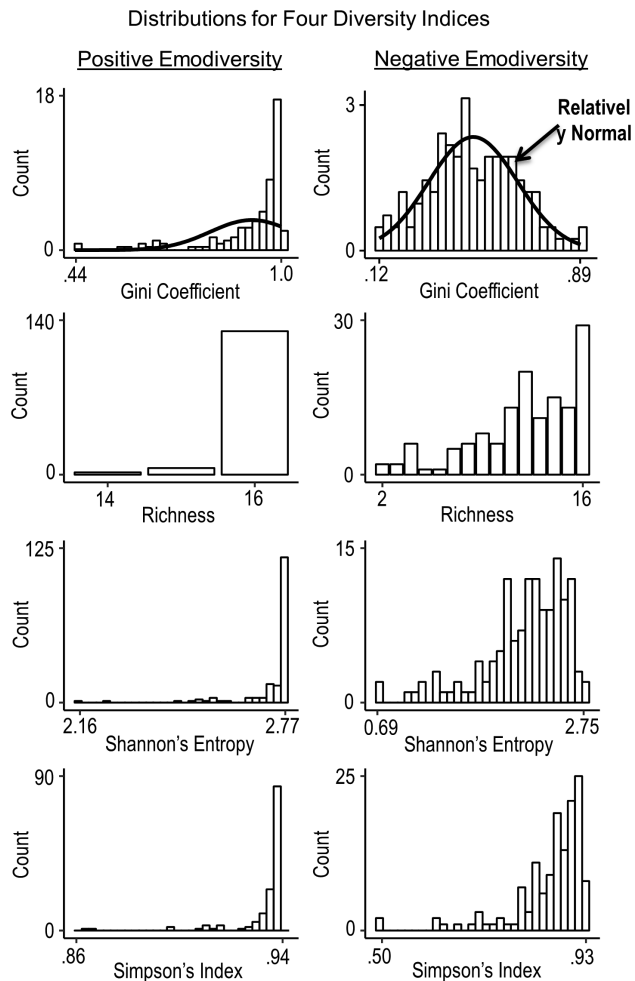 Distributions for Four Diversity Indices
Positive Emodiversity
Negative Emodiversity
18
Count
0
.44
1.0
Gini Coefficient
3
Count
0
.12
.89
Gini Coefficient
Relativel
y Normal
140
Count
0
14
16
Richness
30
Count
0
2
16
Richness
125
Count
0
2.16
2.77
Shannon's Entropy
15
Count
0
0.69
2.75
Shannon's Entropy
90
Count
0
.86
.94
Simpson's Index
25
Count
0
.50
.93
Simpson's Index